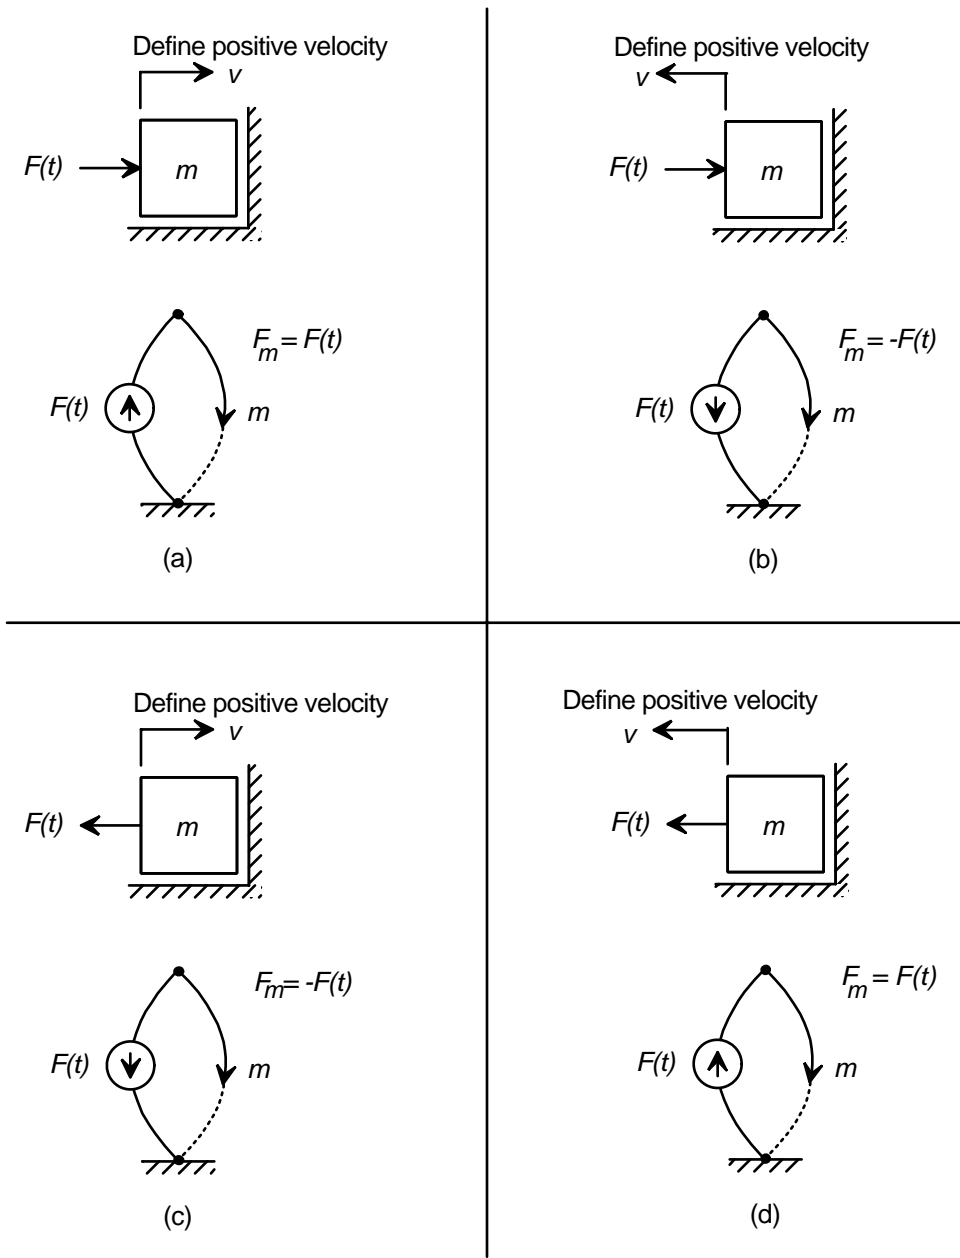 Define positive velocity
v
F(t)
m
F_m = F(t)
F(t)
m
(a)
Define positive velocity
v
F(t)
m
F_m = -F(t)
F(t)
m
(b)
Define positive velocity
v
F(t)
m
F_m = -F(t)
F(t)
m
(c)
Define positive velocity
v
F(t)
m
F_m = F(t)
F(t)
m
(d)